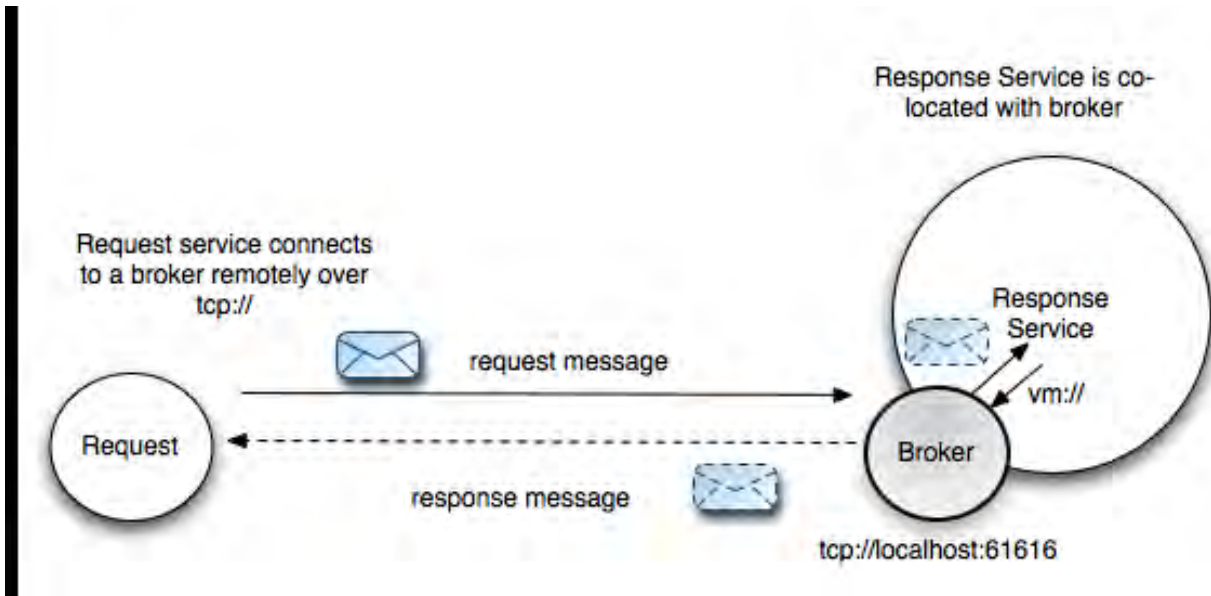 Response Service is co-
located with broker
Request service connects
to a broker remotely over
tcp://
Response
Service
request message
vm://
Request
Broker
response message
tcp://localhost:61616